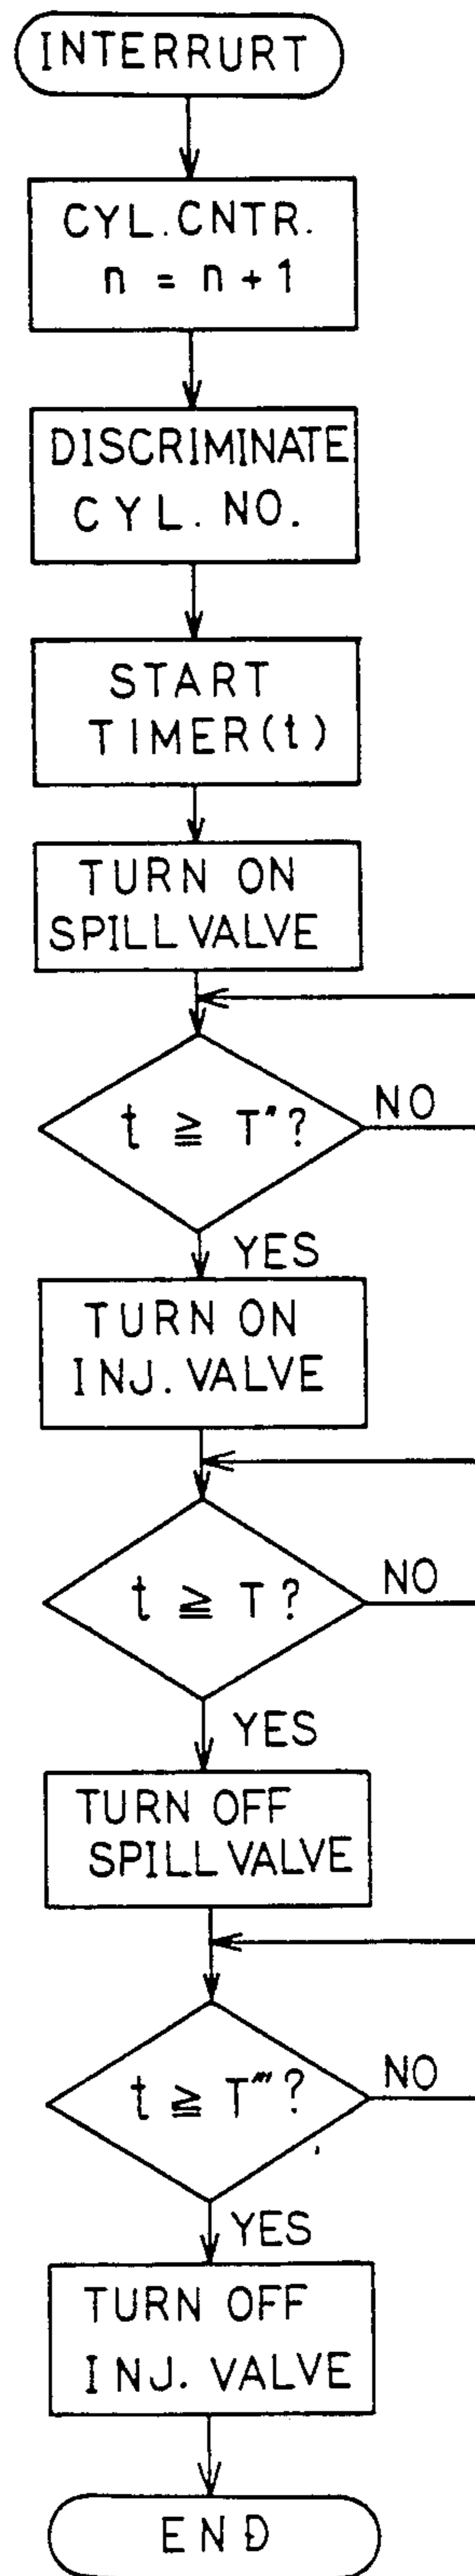 INTERRURT
CYL.CNTR.
n = n + 1
DISCRIMINATE
CYL. NO.
START
TIMER(t)
TURN ON
SPILL VALVE
t ≧ T″?
NO
YES
TURN ON
INJ. VALVE
t ≧ T?
NO
YES
TURN OFF
SPILL VALVE
t ≧ T‴?
NO
YES
TURN OFF
INJ. VALVE
END